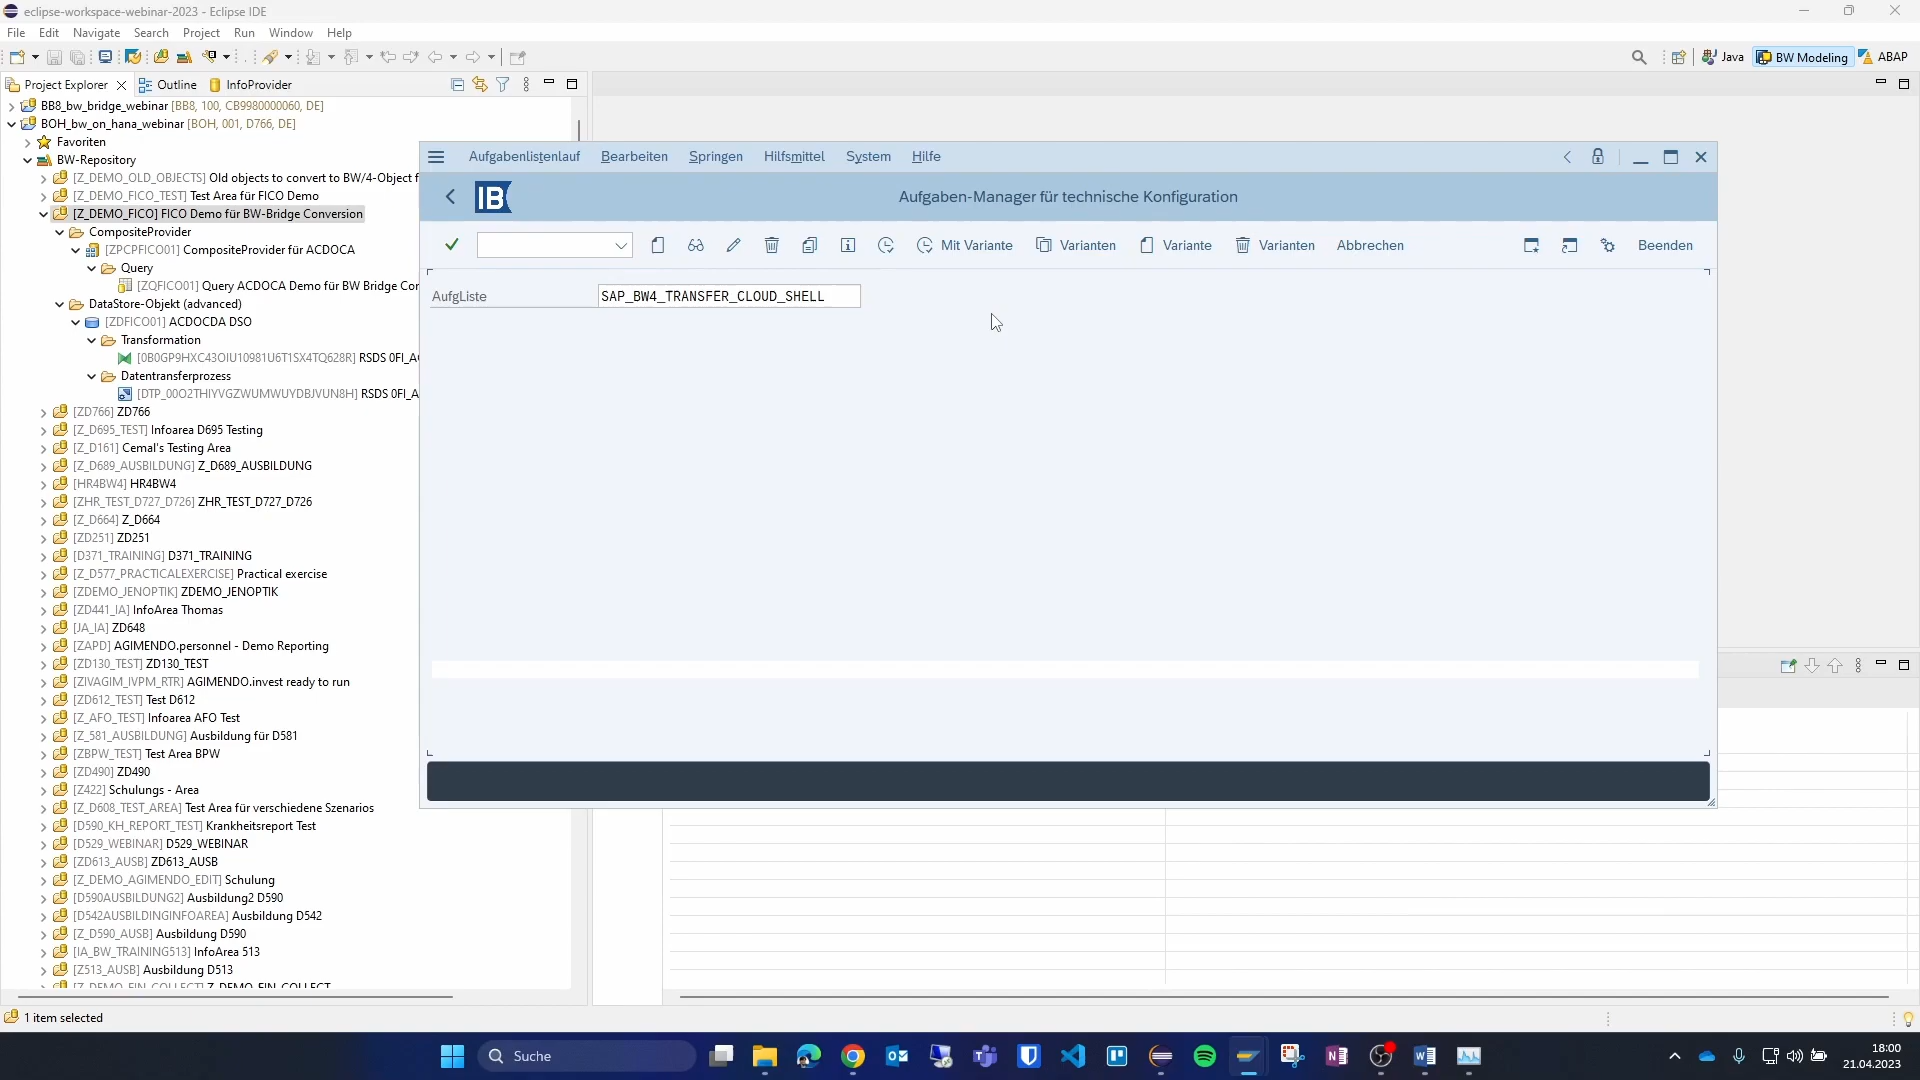 eclipse-workspace-webinar-2023 - Eclipse IDE
File Edit Navigate Search Project Run Window Help
Java BW Modeling ABAP
Project Explorer Outline InfoProvider
BB8_bw_bridge_webinar [BB8, 100, CB9980000060, DE]
BOH_bw_on_hana_webinar [BOH, 001, D766, DE]
Favoriten
BW-Repository
[Z_DEMO_OLD_OBJECTS] Old objects to convert to BW/4-Object f
[Z_DEMO_FICO_TEST] Test Area für FICO Demo
[Z_DEMO_FICO] FICO Demo für BW-Bridge Conversion
CompositeProvider
[ZPCPFICO01] CompositeProvider für ACDOCA
Query
[ZQFICO01] Query ACDOCA Demo für BW Bridge Cor
DataStore-Objekt (advanced)
[ZDFICO01] ACDOCDA DSO
Transformation
[0B0GP9HXC43OIU10981U6T1SX4TQ628R] RSDS 0FI_A
Datentransferprozess
[DTP_00O2THIYVGZWUMWUYDBJVUN8H] RSDS 0FI_A
[ZD766] ZD766
[Z_D695_TEST] Infoarea D695 Testing
[Z_D161] Cemal's Testing Area
[Z_D689_AUSBILDUNG] Z_D689_AUSBILDUNG
[HR4BW4] HR4BW4
[ZHR_TEST_D727_D726] ZHR_TEST_D727_D726
[Z_D664] Z_D664
[ZD251] ZD251
[D371_TRAINING] D371_TRAINING
[Z_D577_PRACTICALEXERCISE] Practical exercise
[ZDEMO_JENOPTIK] ZDEMO_JENOPTIK
[ZD441_IA] InfoArea Thomas
[JA_IA] ZD648
[ZAPD] AGIMENDO.personnel - Demo Reporting
[ZD130_TEST] ZD130_TEST
[ZIVAGIM_IVPM_RTR] AGIMENDO.invest ready to run
[ZD612_TEST] Test D612
[Z_AFO_TEST] Infoarea AFO Test
[Z_581_AUSBILDUNG] Ausbildung für D581
[ZBPW_TEST] Test Area BPW
[ZD490] ZD490
[Z422] Schulungs - Area
[Z_D608_TEST_AREA] Test Area für verschiedene Szenarios
[D590_KH_REPORT_TEST] Krankheitsreport Test
[D529_WEBINAR] D529_WEBINAR
[ZD613_AUSB] ZD613_AUSB
[Z_DEMO_AGIMENDO_EDIT] Schulung
[D590AUSBILDUNG2] Ausbildung2 D590
[D542AUSBILDINGINFOAREA] Ausbildung D542
[Z_D590_AUSB] Ausbildung D590
[IA_BW_TRAINING513] InfoArea 513
[Z513_AUSB] Ausbildung D513
[Z_DEMO_FIN_COLLECT] Z_DEMO_FIN_COLLECT
Aufgabenlistenlauf Bearbeiten Springen Hilfsmittel System Hilfe
IB Aufgaben-Manager für technische Konfiguration
Mit Variante Varianten Variante Varianten Abbrechen Beenden
AufgListe SAP_BW4_TRANSFER_CLOUD_SHELL
1 item selected
Suche
18:00
21.04.2023